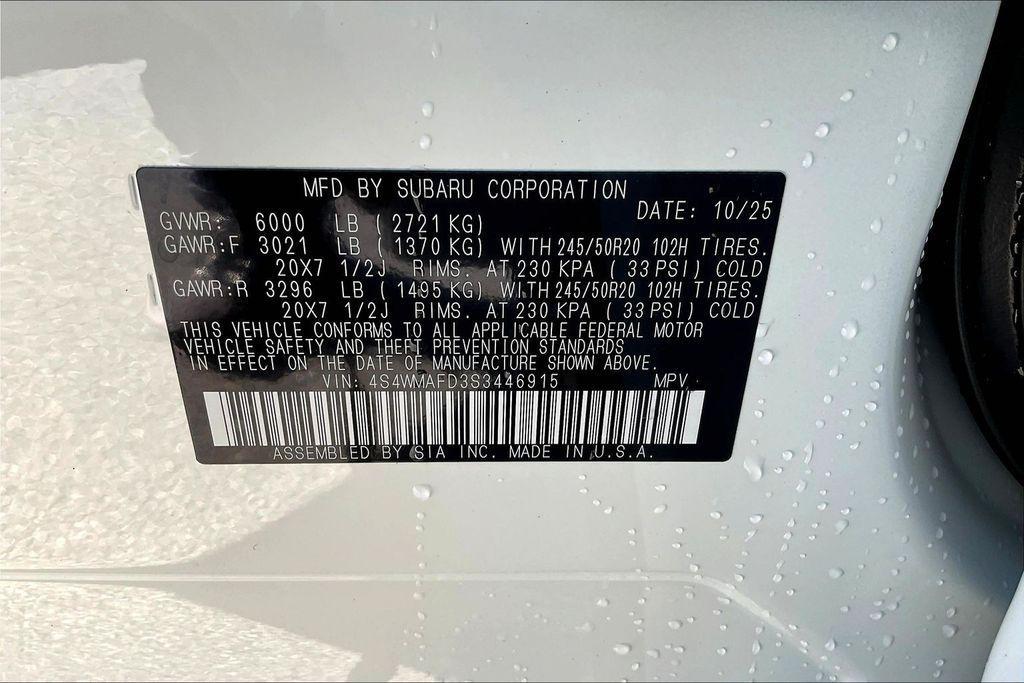 MFD BY SUBARU CORPORATION
DATE: 10/25
GVWR: 6000 LB ( 2721 KG)
GAWR:F 3021 LB ( 1370 KG) WITH 245/50R20 102H TIRES.
20X7 1/2J RIMS. AT 230 KPA ( 33 PSI) COLD
GAWR:R 3296 LB ( 1495 KG) WITH 245/50R20 102H TIRES.
20X7 1/2J RIMS. AT 230 KPA ( 33 PSI) COLD
THIS VEHICLE CONFORMS TO ALL APPLICABLE FEDERAL MOTOR
VEHICLE SAFETY AND THEFT PREVENTION STANDARDS
IN EFFECT ON THE DATE OF MANUFACTURE SHOWN ABOVE.
VIN: 4S4WMAFD3S3446915 MPV
ASSEMBLED BY SIA INC. MADE IN U.S.A.